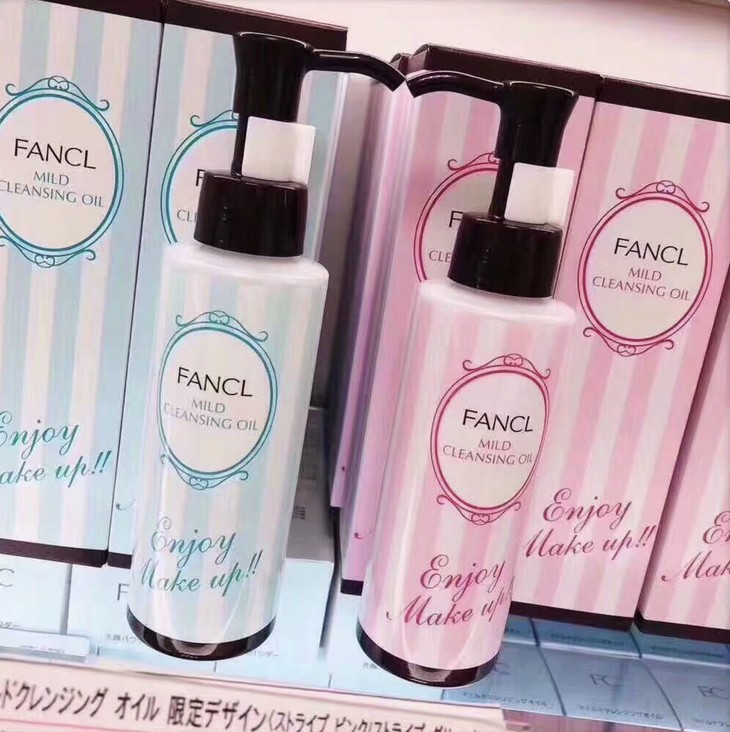 FANCL
MILD
CLEANSING OIL
FANCL
MILD
CLEANSING OIL
Enjoy
Make up!!
FANCL
MILD
CLEANSING OIL
Enjoy
Make up!!
FANCL
MILD
CLEANSING OIL
Enjoy
Make up!!
Enjoy
Make up!!
FC
FC
ドクレンジング オイル 限定デザイン(ストライプ ピンク/ストライプ